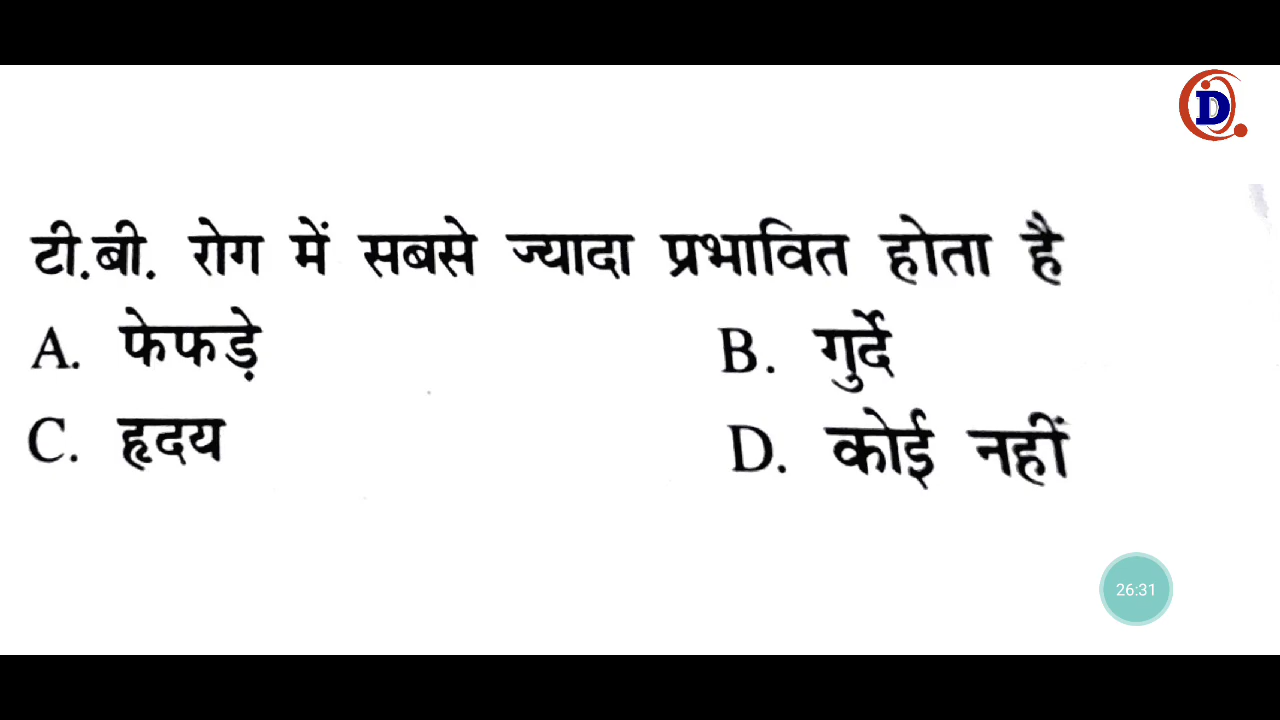 D
टी.बी. रोग में सबसे ज्यादा प्रभावित होता है
A. फेफड़े B. गुर्दे
C. हृदय D. कोई नहीं
26:31